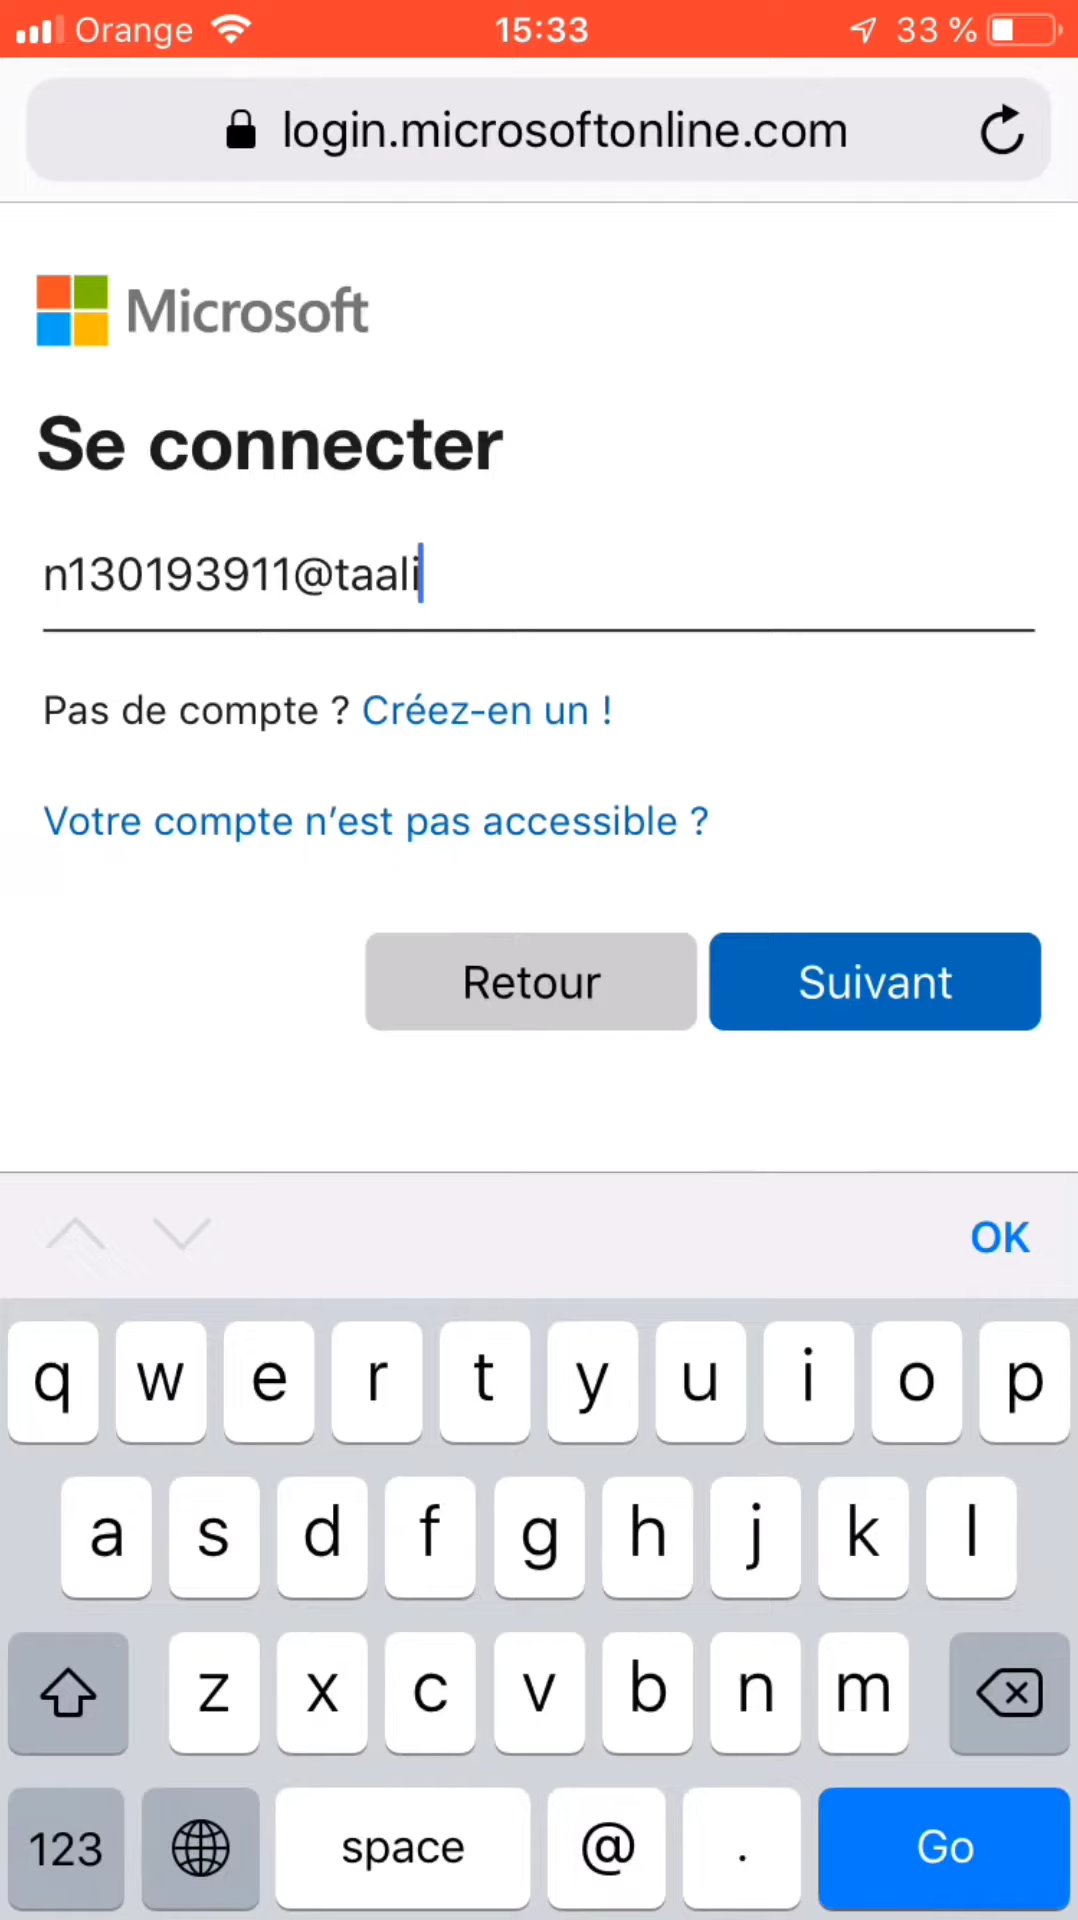 Orange 15:33 33 %
login.microsoftonline.com
Microsoft
Se connecter
n130193911@taali
Pas de compte ? Créez-en un !
Votre compte n’est pas accessible ?
Retour Suivant
OK
q w e r t y u i o p
a s d f g h j k l
z x c v b n m
123 space @ . Go